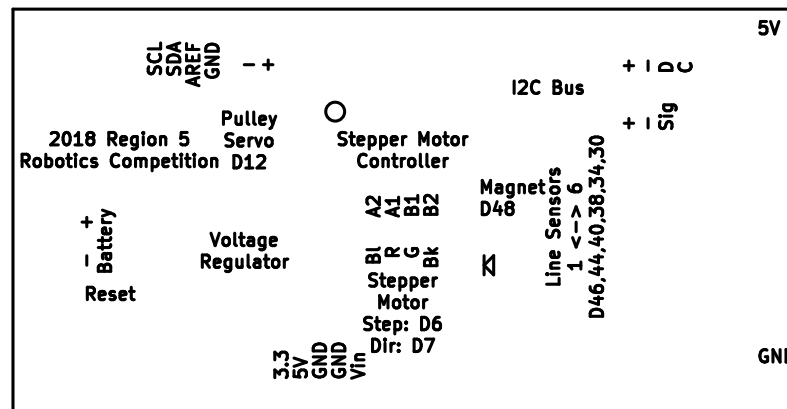 5V
SCL
SDA
AREF
GND
− +
+ − D C
I2C Bus
+ − Sig
Pulley
Servo
D12
2018 Region 5
Robotics Competition
Stepper Motor
Controller
A2
A1
B1
B2
Magnet
D48
Line Sensors
1 <-> 6
D46,44,40,38,34,30
− +
Battery
Voltage
Regulator
Bl
R
G
Bk
Reset
Stepper
Motor
Step: D6
Dir: D7
3.3
5V
GND
GND
Vin